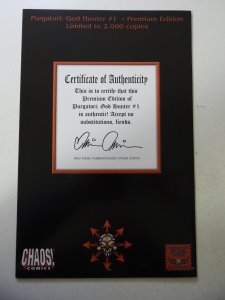 Purgatori: God Hunter #1 • Premium Edition
Limited to 2,000 copies
Certificate of Authenticity
This is to certify that this
Premium Edition of
Purgatori: God Hunter #1
is authentic! Accept no
substitutions, fiends.
CHAOS!
COMICS